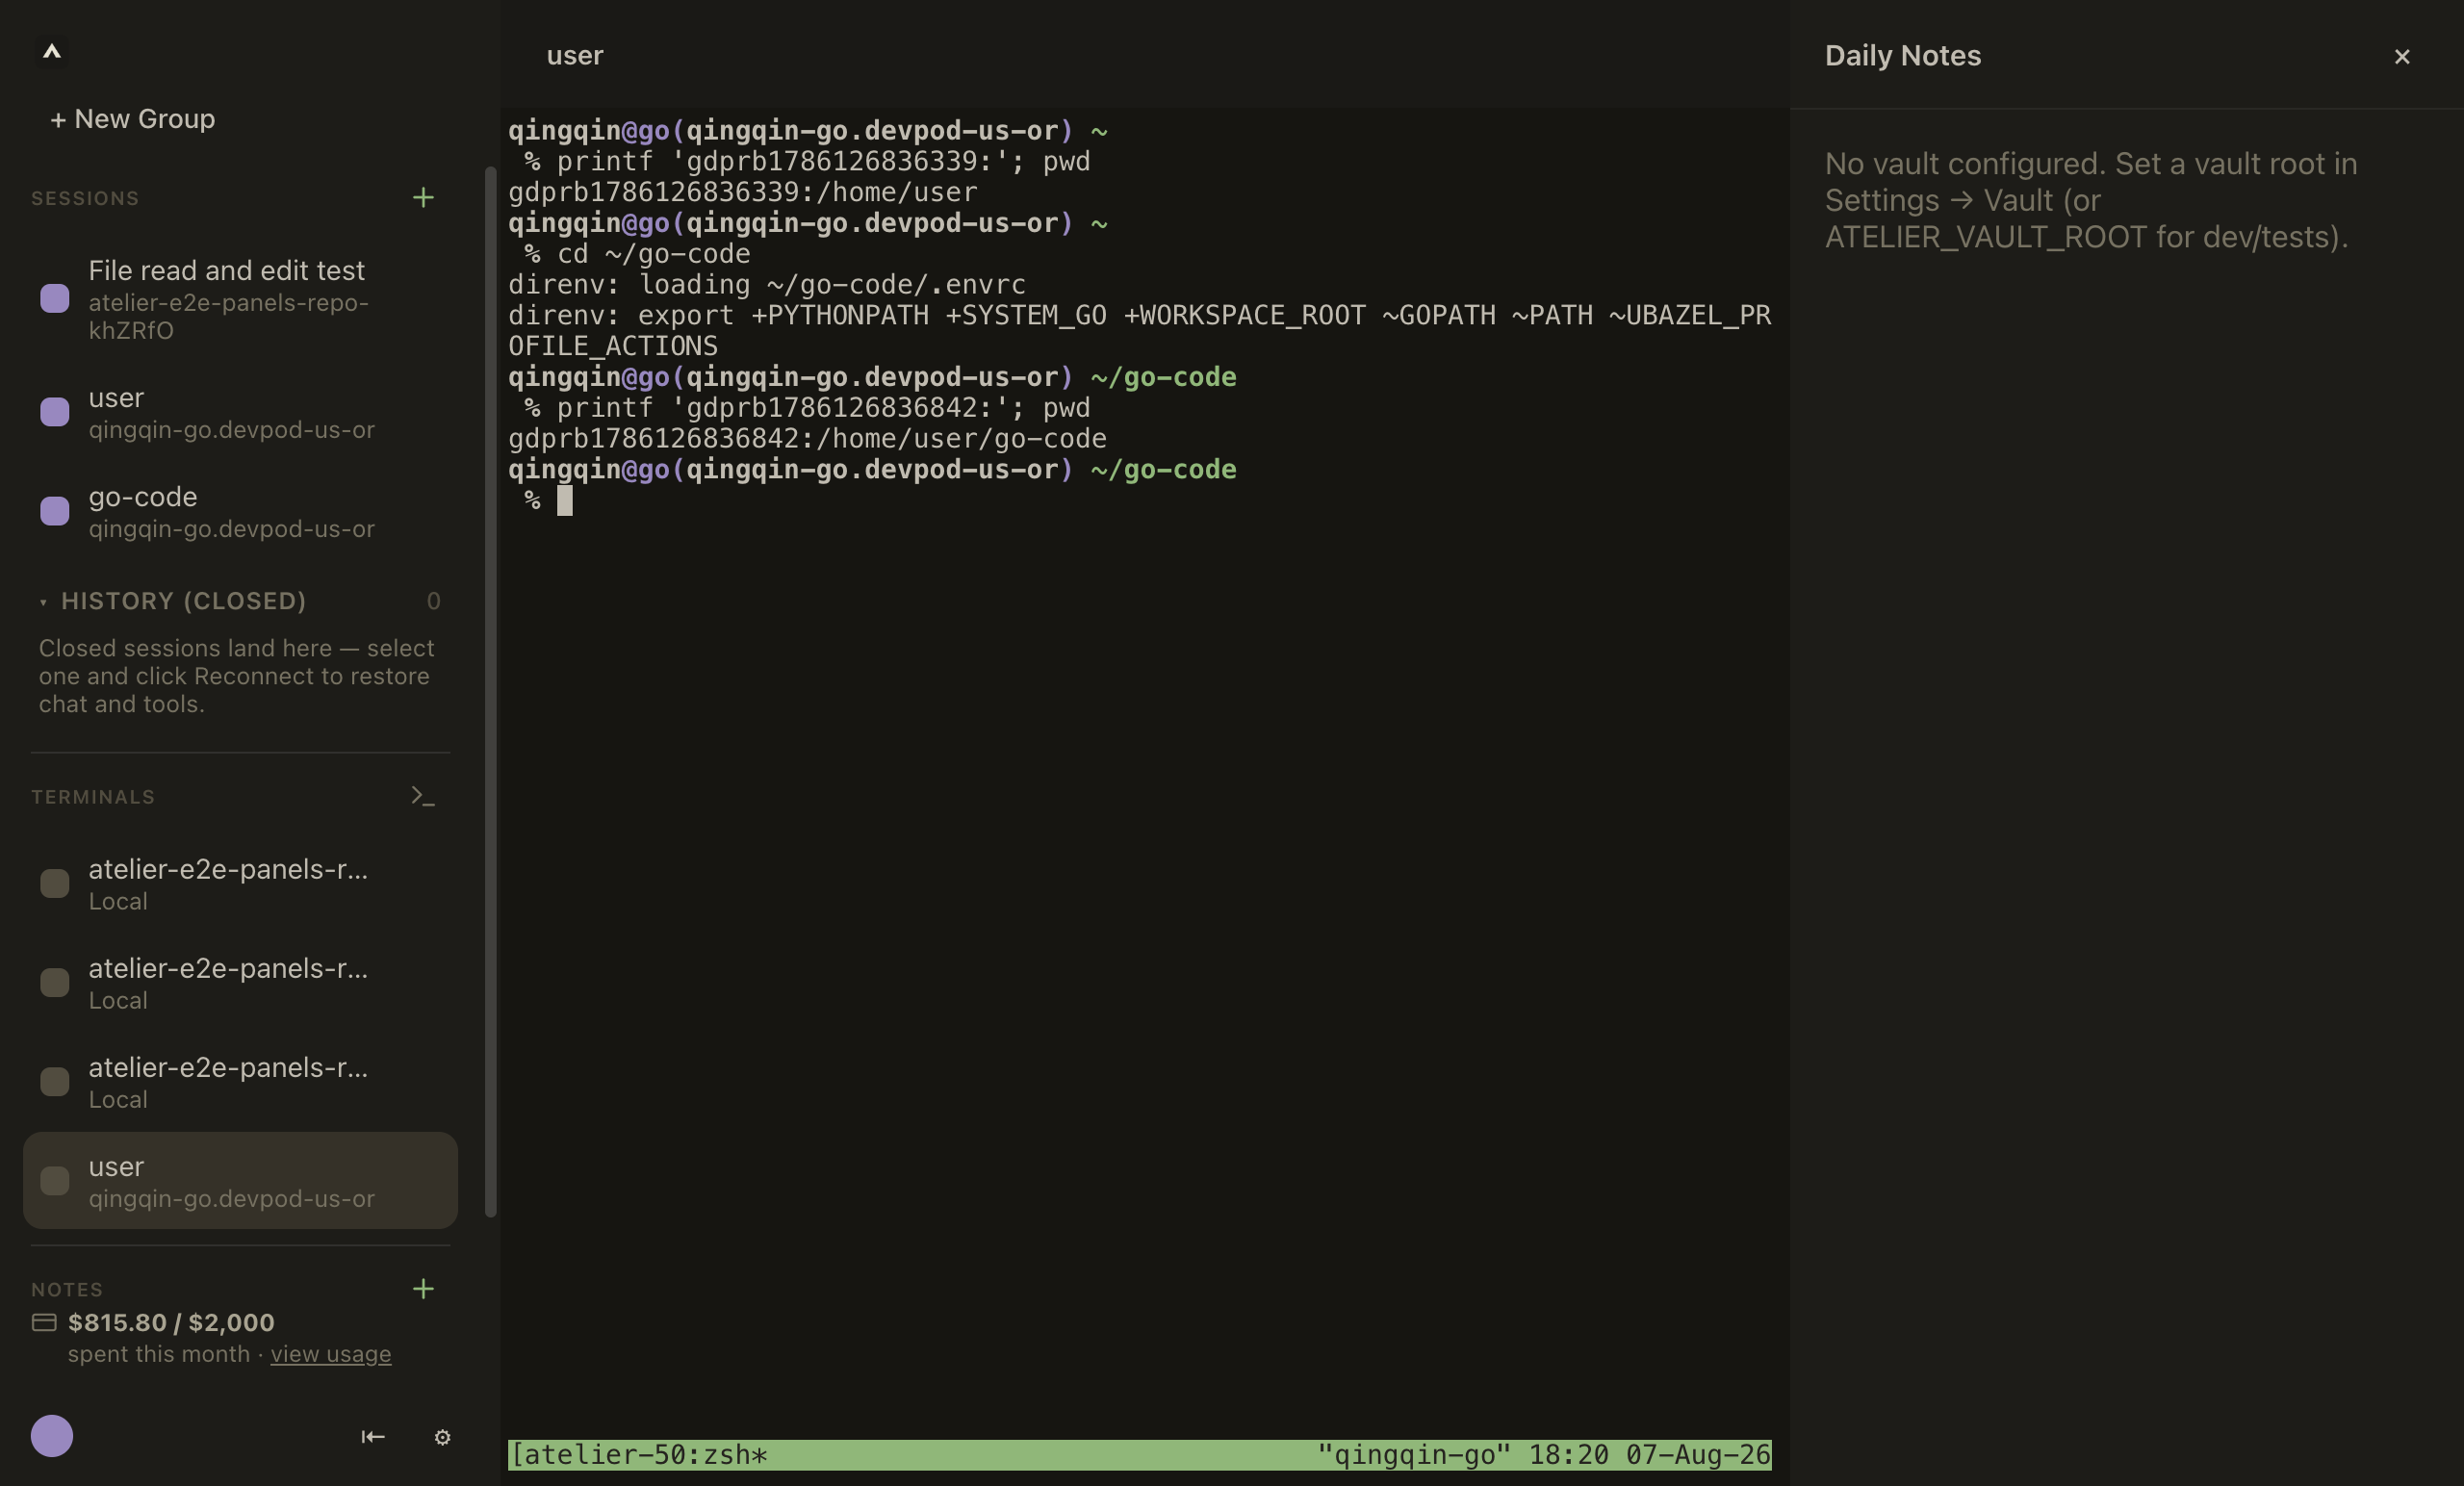 + New Group
SESSIONS
+
File read and edit test
atelier-e2e-panels-repo-
khZRfO
user
qingqin-go.devpod-us-or
go-code
qingqin-go.devpod-us-or
▾ HISTORY (CLOSED) 0
Closed sessions land here — select
one and click Reconnect to restore
chat and tools.
TERMINALS
>_
atelier-e2e-panels-r...
Local
atelier-e2e-panels-r...
Local
atelier-e2e-panels-r...
Local
user
qingqin-go.devpod-us-or
NOTES
+
$815.80 / $2,000
spent this month · view usage
user
qingqin@go(qingqin-go.devpod-us-or) ~
% printf 'gdprb1786126836339:'; pwd
gdprb1786126836339:/home/user
qingqin@go(qingqin-go.devpod-us-or) ~
% cd ~/go-code
direnv: loading ~/go-code/.envrc
direnv: export +PYTHONPATH +SYSTEM_GO +WORKSPACE_ROOT ~GOPATH ~PATH ~UBAZEL_PR
OFILE_ACTIONS
qingqin@go(qingqin-go.devpod-us-or) ~/go-code
% printf 'gdprb1786126836842:'; pwd
gdprb1786126836842:/home/user/go-code
qingqin@go(qingqin-go.devpod-us-or) ~/go-code
%
[atelier-50:zsh* "qingqin-go" 18:20 07-Aug-26
Daily Notes
×
No vault configured. Set a vault root in
Settings → Vault (or
ATELIER_VAULT_ROOT for dev/tests).